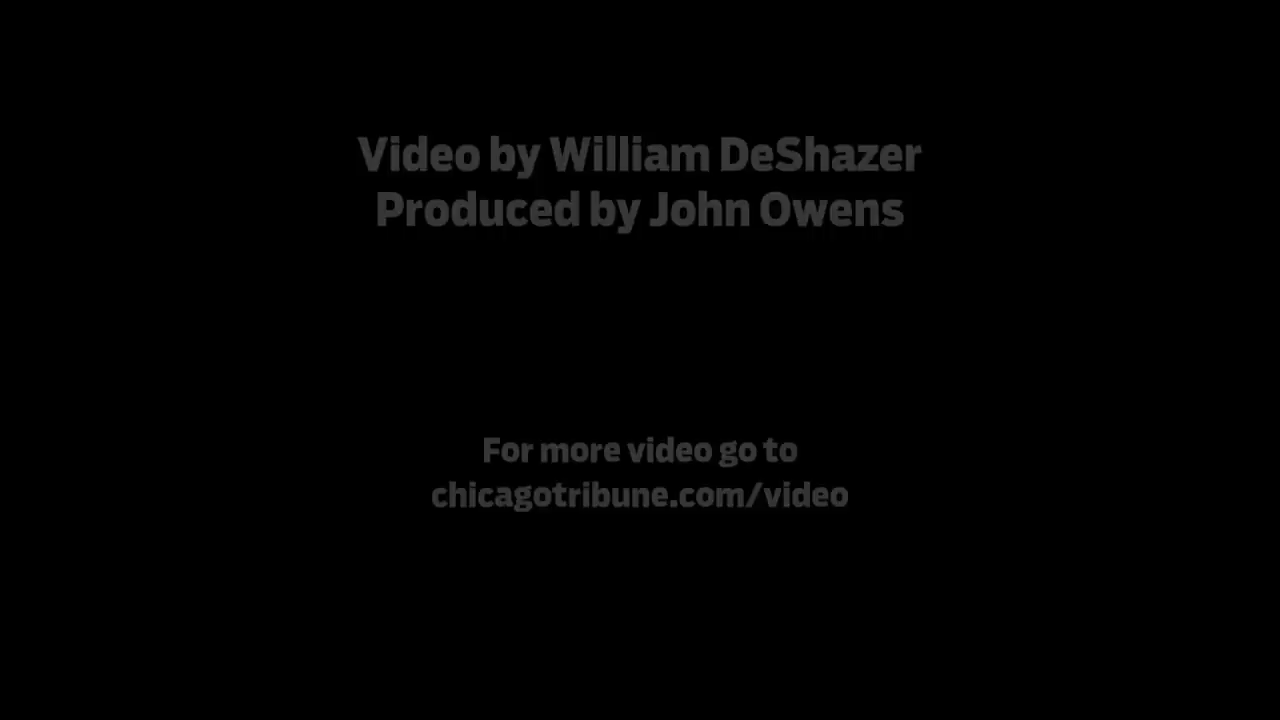 Video by William DeShazer
Produced by John Owens
For more video go to
chicagotribune.com/video